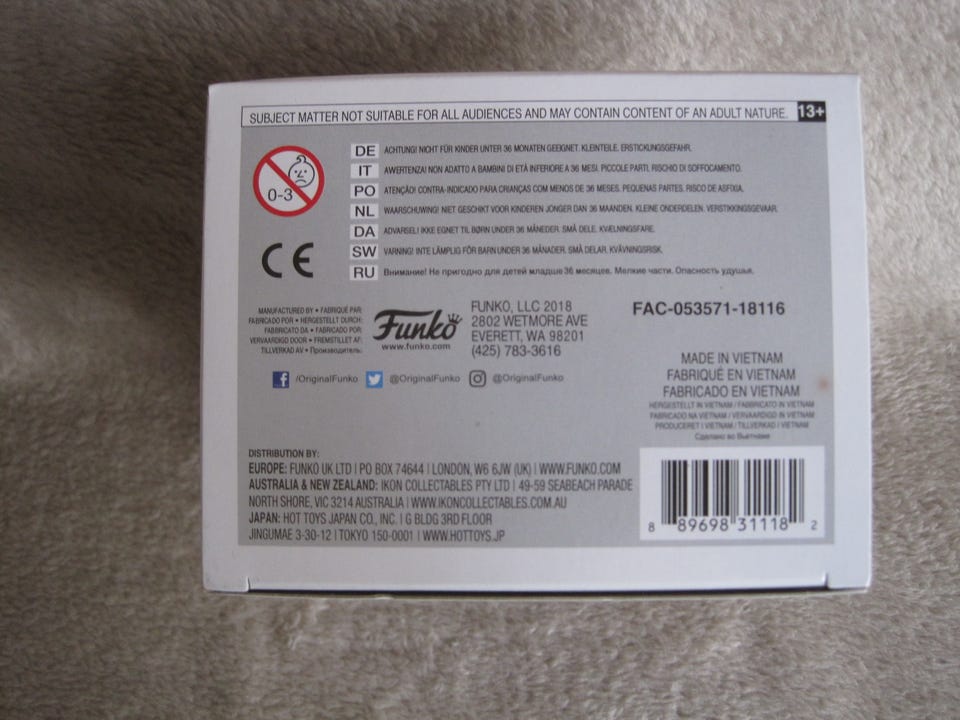 SUBJECT MATTER NOT SUITABLE FOR ALL AUDIENCES AND MAY CONTAIN CONTENT OF AN ADULT NATURE. 13+
0-3
DE ACHTUNG! NICHT FÜR KINDER UNTER 36 MONATEN GEEIGNET. KLEINTEILE. ERSTICKUNGSGEFAHR.
IT AWERTENZA! NON ADATTO A BAMBINI DI ETÀ INFERIORE A 36 MESI. PICCOLE PARTI. RISCHIO DI SOFFOCAMENTO.
PO ATENÇÃO! CONTRA-INDICADO PARA CRIANÇAS COM MENOS DE 36 MESES. PEQUENAS PARTES. RISCO DE ASFIXIA.
NL WAARSCHUWING! NIET GESCHIKT VOOR KINDEREN JONGER DAN 36 MAANDEN. KLEINE ONDERDELEN. VERSTIKKINGSGEVAAR.
DA ADVARSEL! IKKE EGNET TIL BØRN UNDER 36 MÅNEDER. SMÅ DELE. KVÆLNINGSFARE.
SW VARNING! INTE LÄMPLIG FÖR BARN UNDER 36 MÅNADER. SMÅ DELAR. KVÄVNINGSRISK.
RU Внимание! Не пригодно для детей младше 36 месяцев. Мелкие части. Опасность удушья.
CE
MANUFACTURED BY • FABRIQUÉ PAR
FABRICADO POR • HERGESTELLT DURCH:
FABBRICATO DA • FABRICADO POR:
VERVAARDIGD DOOR • FREMSTILLET AF:
TILLVERKAD AV • Производитель:
Funko
www.funko.com
FUNKO, LLC 2018
2802 WETMORE AVE
EVERETT, WA 98201
(425) 783-3616
FAC-053571-18116
/OriginalFunko @OriginalFunko @OriginalFunko
MADE IN VIETNAM
FABRIQUÉ EN VIETNAM
FABRICADO EN VIETNAM
HERGESTELLT IN VIETNAM / FABBRICATO IN VIETNAM
FABRICADO NA VIETNAM / VERVAARDIGD IN VIETNAM
PRODUCERET I VIETNAM / TILLVERKAD I VIETNAM
Сделано во Вьетнаме
DISTRIBUTION BY:
EUROPE: FUNKO UK LTD | PO BOX 74644 | LONDON, W6 6JW (UK) | WWW.FUNKO.COM
AUSTRALIA & NEW ZEALAND: IKON COLLECTABLES PTY LTD | 49-59 SEABEACH PARADE
NORTH SHORE, VIC 3214 AUSTRALIA | WWW.IKONCOLLECTABLES.COM.AU
JAPAN: HOT TOYS JAPAN CO., INC. | G BLDG 3RD FLOOR
JINGUMAE 3-30-12 | TOKYO 150-0001 | WWW.HOTTOYS.JP
8 89698 31118 2